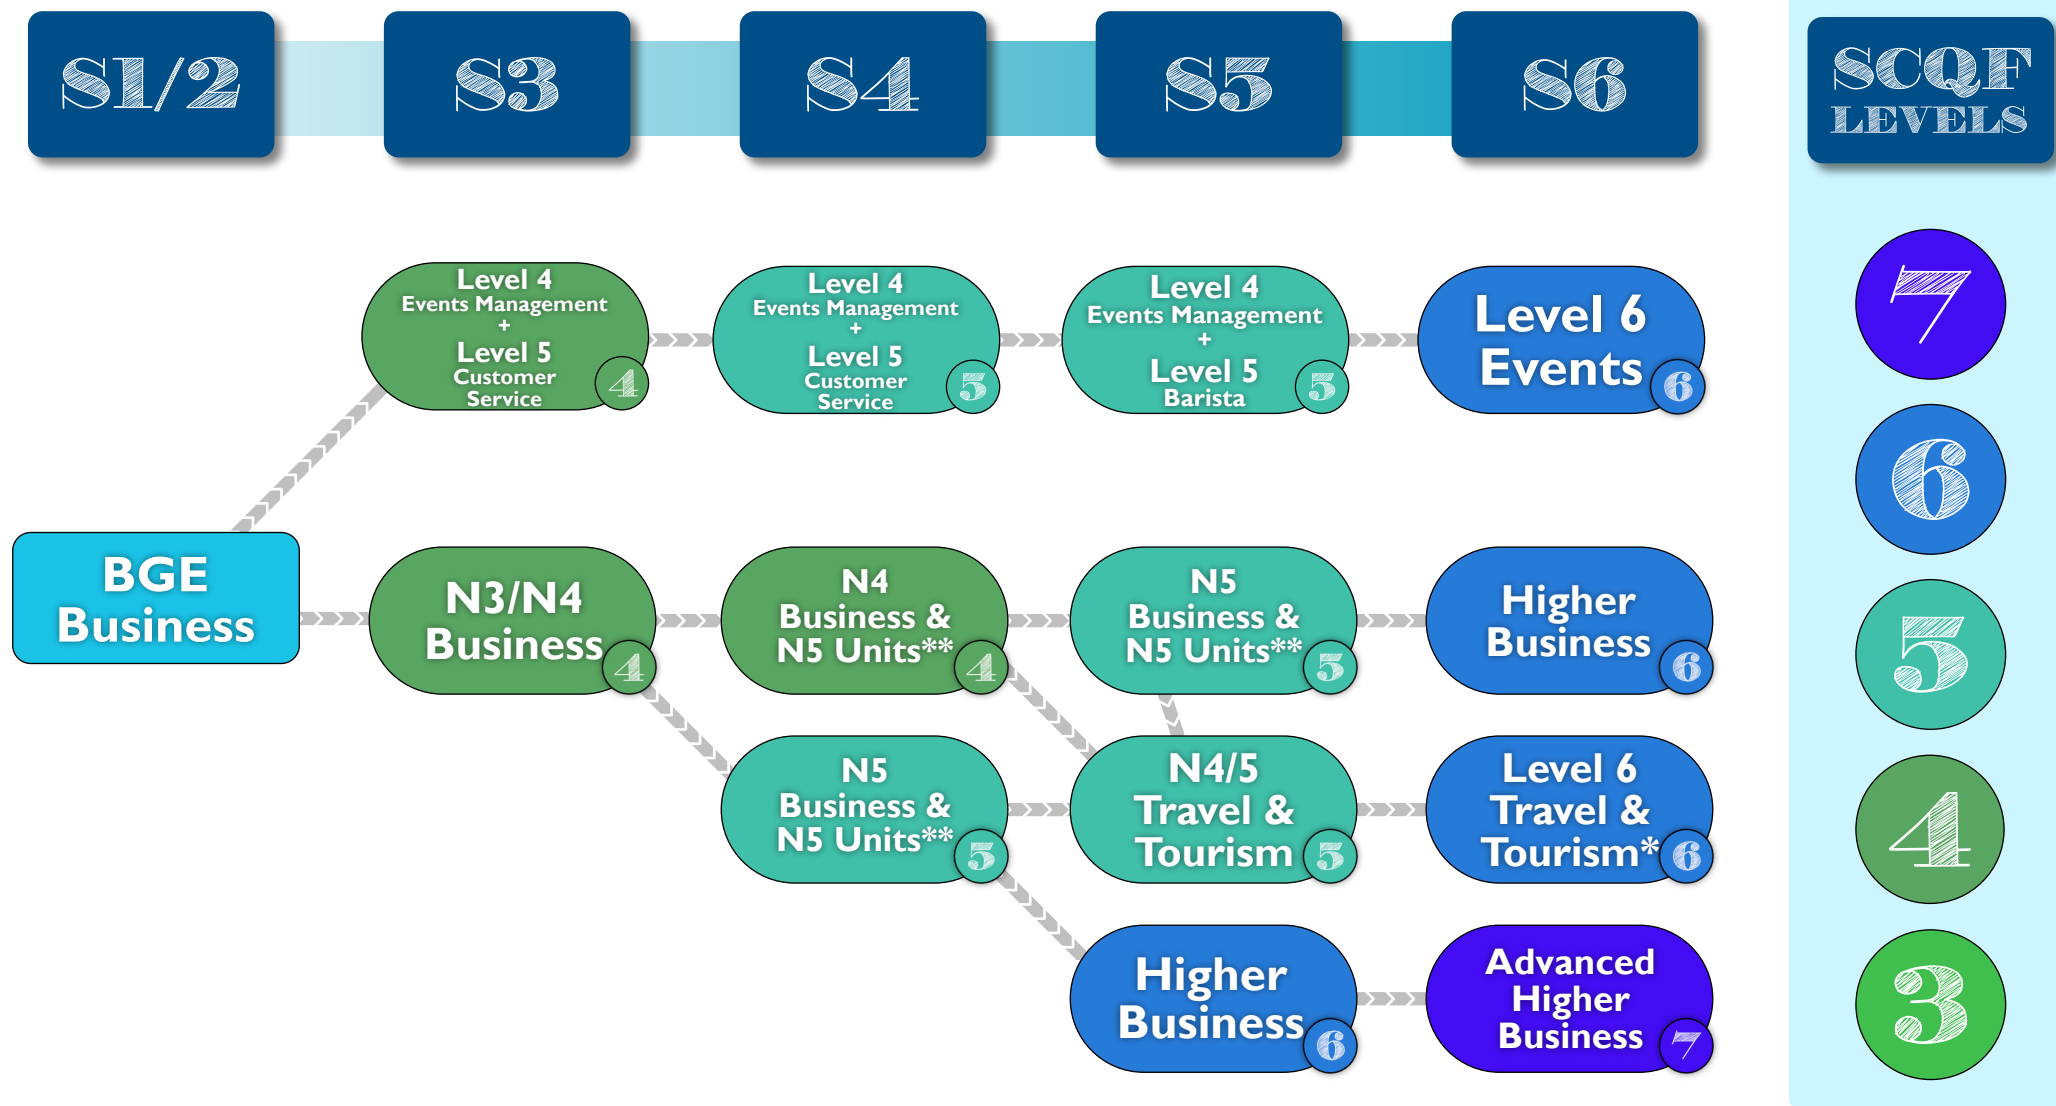 S1/2
S3
S4
S5
S6
SCQF
LEVELS
Level 4
Events Management
+
Level 5
Customer
Service
4
Level 4
Events Management
+
Level 5
Customer
Service
5
Level 4
Events Management
+
Level 5
Barista
5
Level 6
Events
6
BGE
Business
N3/N4
Business
4
N4
Business &
N5 Units**
4
N5
Business &
N5 Units**
5
Higher
Business
6
N5
Business &
N5 Units**
5
N4/5
Travel &
Tourism
5
Level 6
Travel &
Tourism*
6
Higher
Business
6
Advanced
Higher
Business
7
7
6
5
4
3